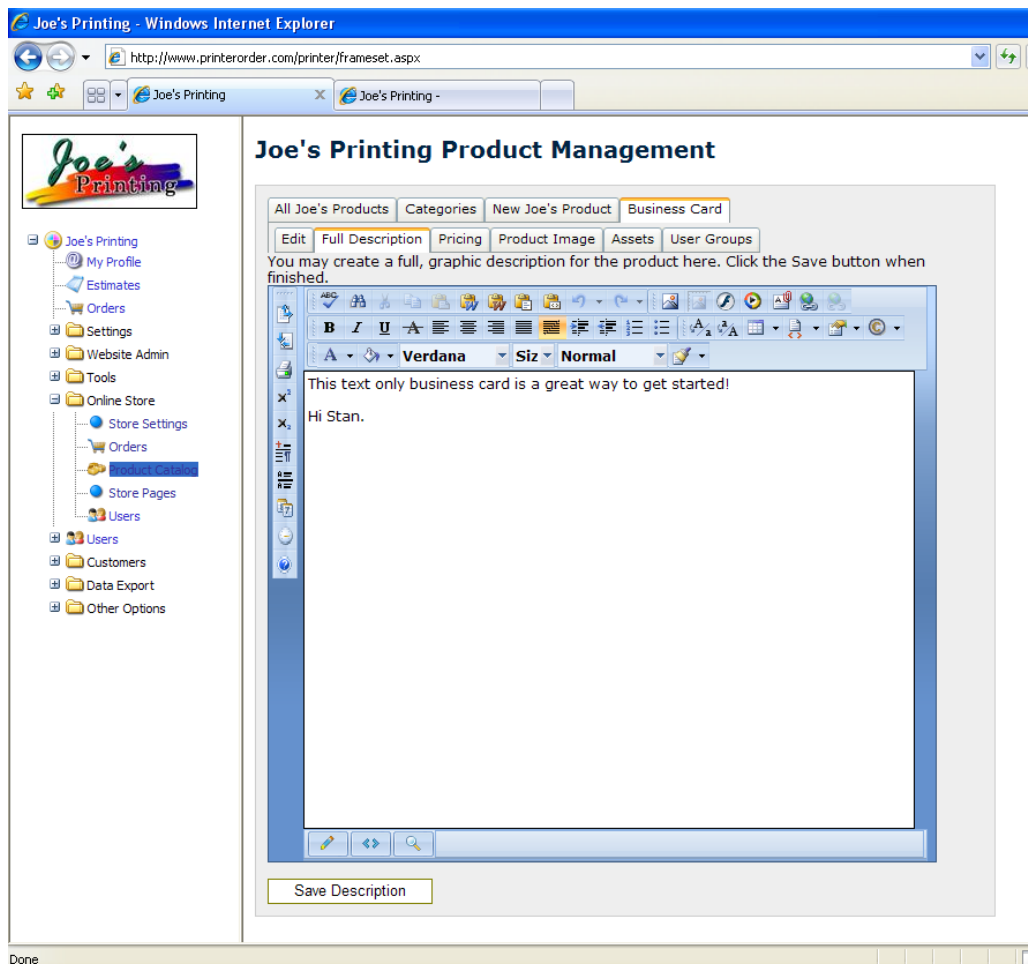 Joe's Printing - Windows Internet Explorer
http://www.printerorder.com/printer/frameset.aspx
Joe's Printing
Joe's Printing -
Joe's
Printing
Joe's Printing
My Profile
Estimates
Orders
Settings
Website Admin
Tools
Online Store
Store Settings
Orders
Product Catalog
Store Pages
Users
Users
Customers
Data Export
Other Options
Joe's Printing Product Management
All Joe's Products Categories New Joe's Product Business Card
Edit Full Description Pricing Product Image Assets User Groups
You may create a full, graphic description for the product here. Click the Save button when
finished.
ABC
B I U A
A Verdana Siz Normal
This text only business card is a great way to get started!
Hi Stan.
Save Description
Done